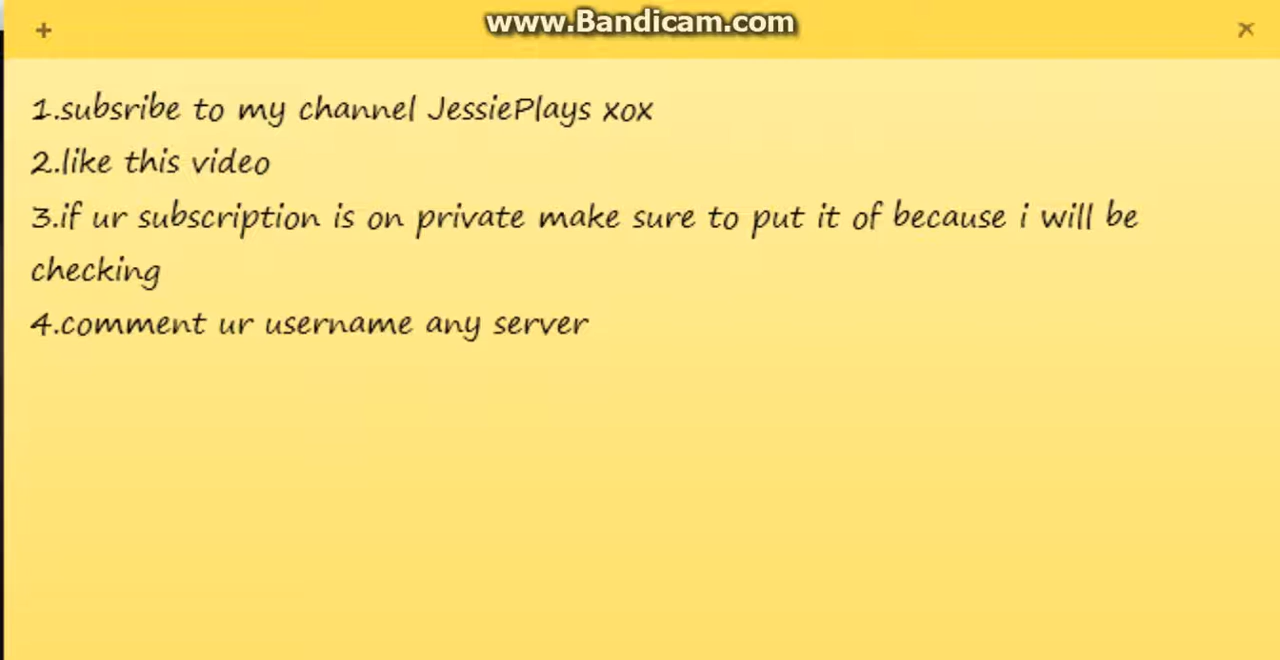 www.Bandicam.com
1.subsribe to my channel JessiePlays xox
2.like this video
3.if ur subscription is on private make sure to put it of because i will be
checking
4.comment ur username any server